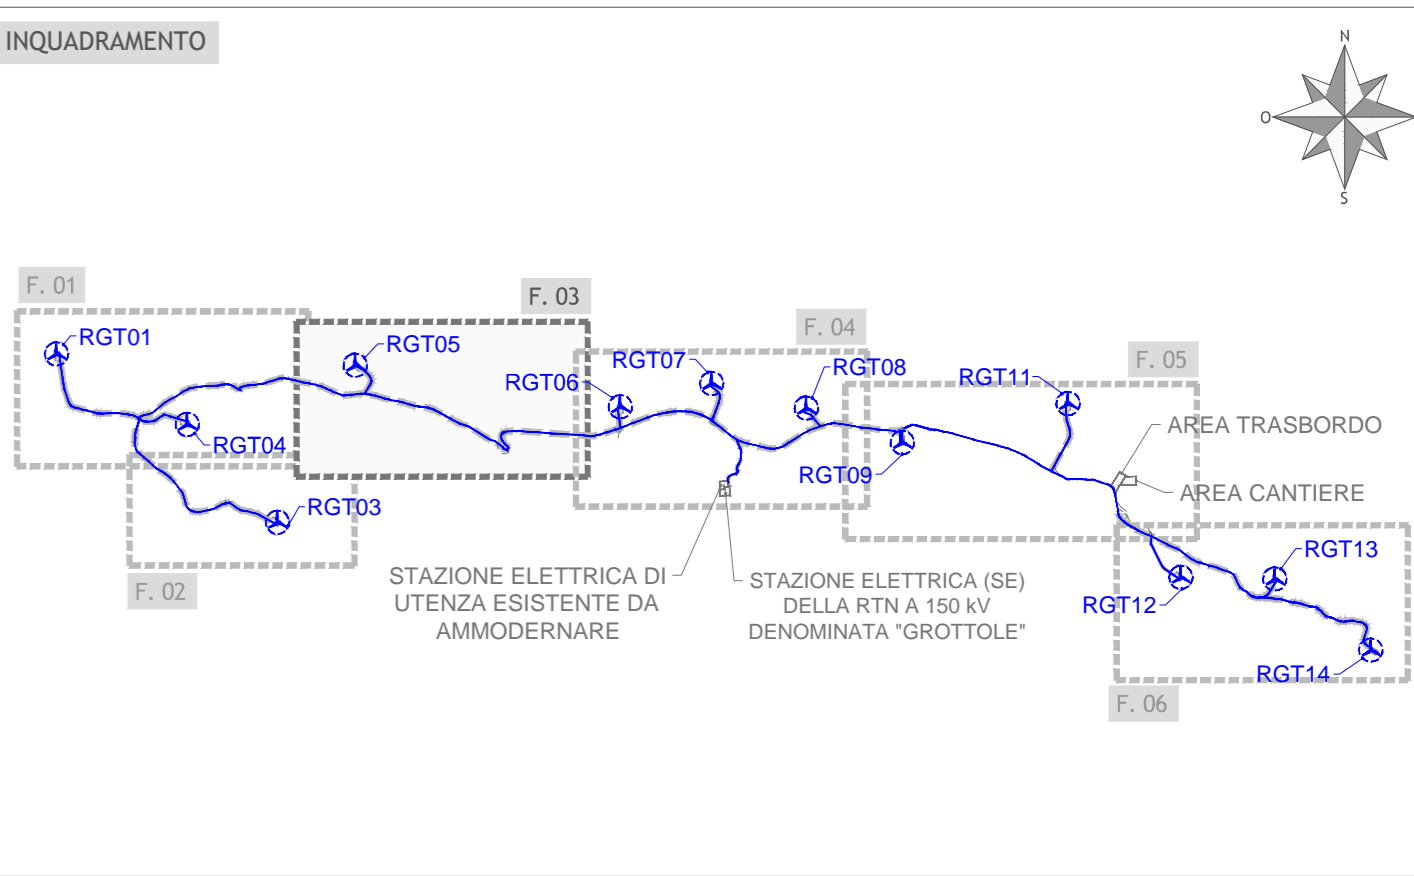 INQUADRAMENTO
N
O
S
F. 01
F. 03
F. 04
F. 05
RGT01
RGT05
RGT06
RGT07
RGT08
RGT11
RGT04
RGT09
AREA TRASBORDO
AREA CANTIERE
RGT03
F. 02
STAZIONE ELETTRICA DI
UTENZA ESISTENTE DA
AMMODERNARE
STAZIONE ELETTRICA (SE)
DELLA RTN A 150 kV
DENOMINATA "GROTTOLE"
RGT13
RGT12
RGT14
F. 06